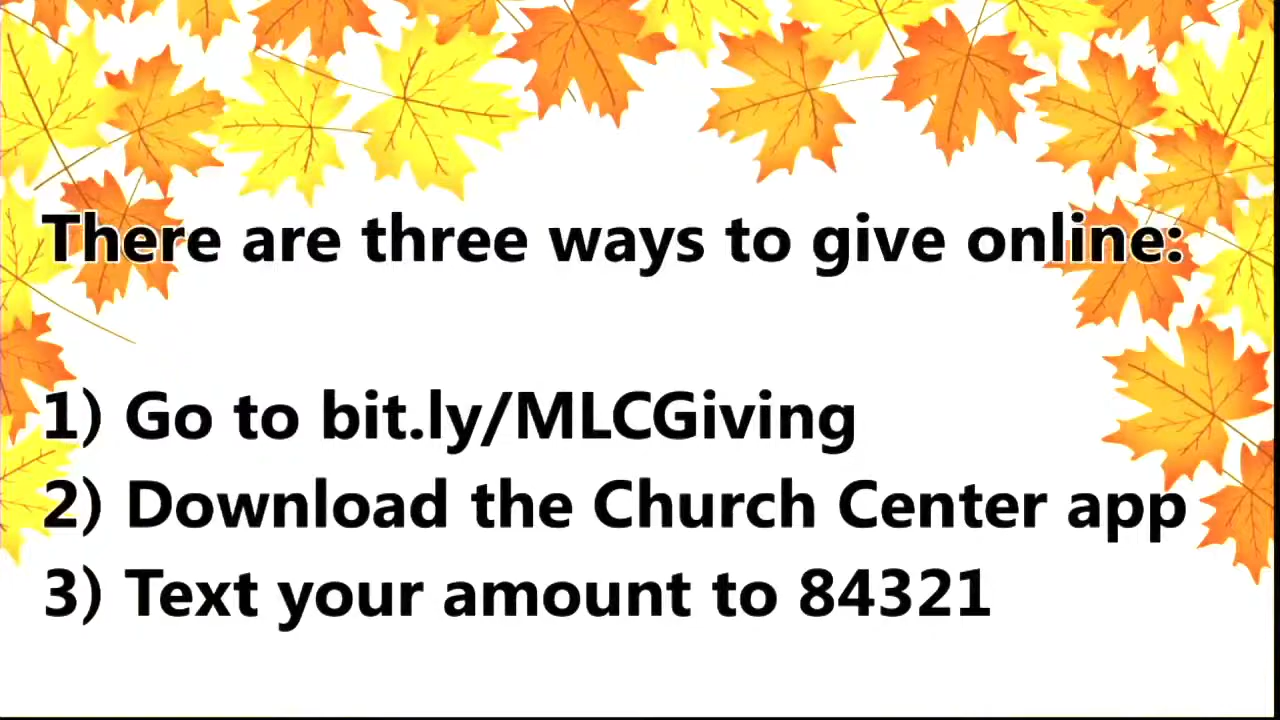 There are three ways to give online:
1) Go to bit.ly/MLCGiving
2) Download the Church Center app
3) Text your amount to 84321